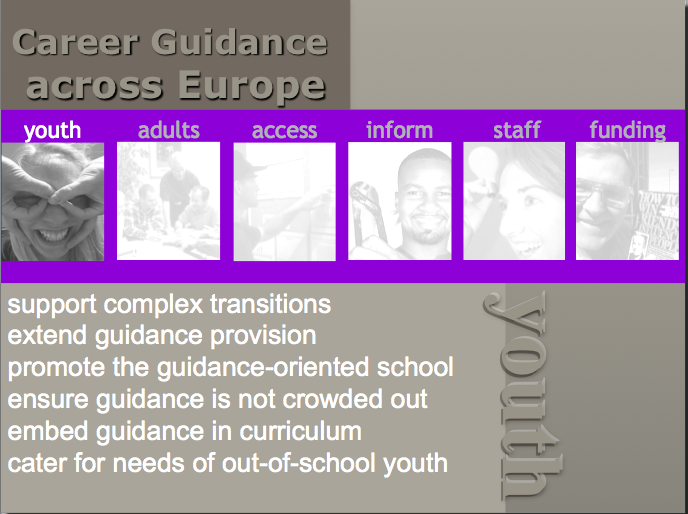 Career Guidance
across Europe
youth adults access inform staff funding
support complex transitions
extend guidance provision
promote the guidance-oriented school
ensure guidance is not crowded out
embed guidance in curriculum
cater for needs of out-of-school youth
youth